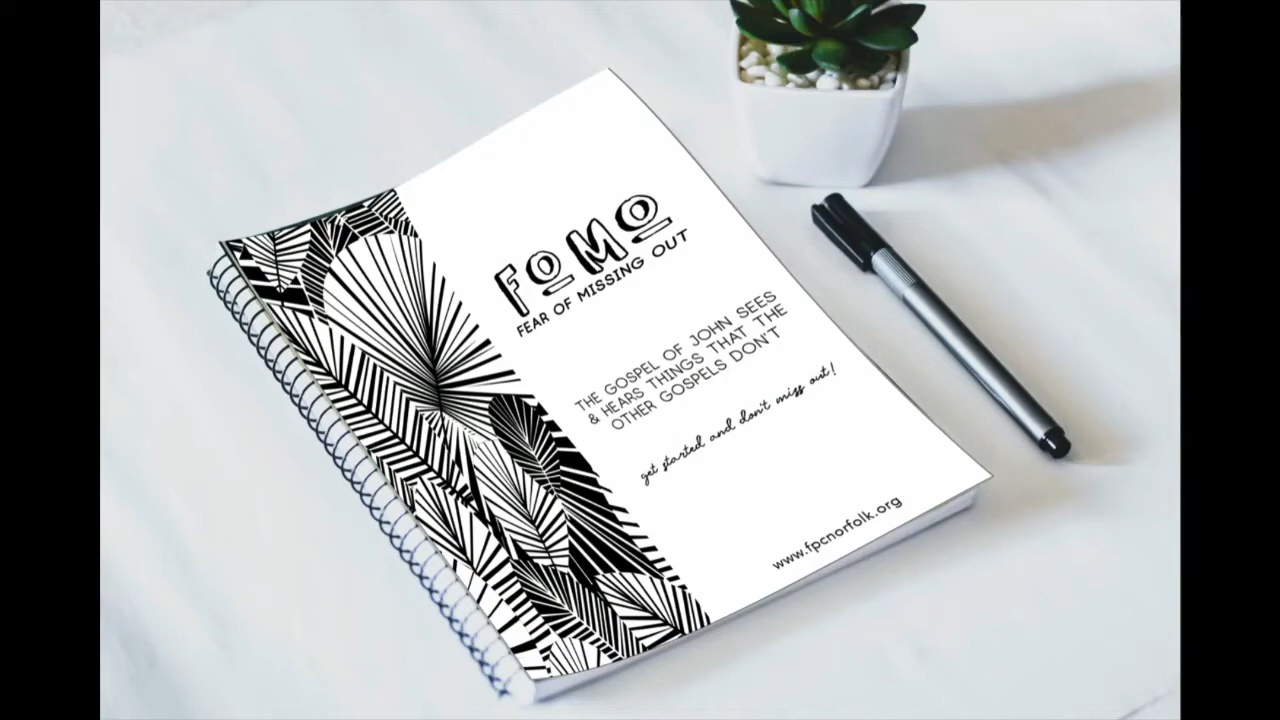 FoMo
FEAR OF MISSING OUT
THE GOSPEL OF JOHN SEES
& HEARS THINGS THAT THE
OTHER GOSPELS DON'T
get started and don't miss out!
www.fpcnorfolk.org